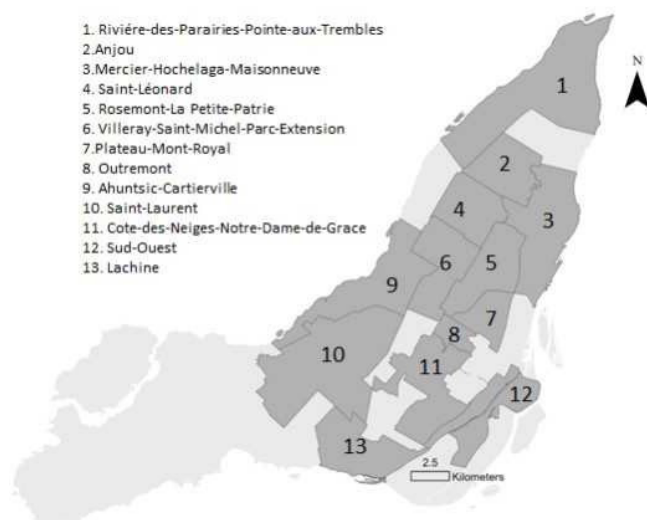 1. Riviére-des-Parairies-Pointe-aux-Trembles
2.Anjou
3.Mercier-Hochelaga-Maisonneuve
4. Saint-Léonard
5. Rosemont-La Petite-Patrie
6. Villeray-Saint-Michel-Parc-Extension
7.Plateau-Mont-Royal
8. Outremont
9. Ahuntsic-Cartierville
10. Saint-Laurent
11. Cote-des-Neiges-Notre-Dame-de-Grace
12. Sud-Ouest
13. Lachine
N
1
2
3
4
5
6
9
7
8
10
11
12
13
2.5
Kilometers